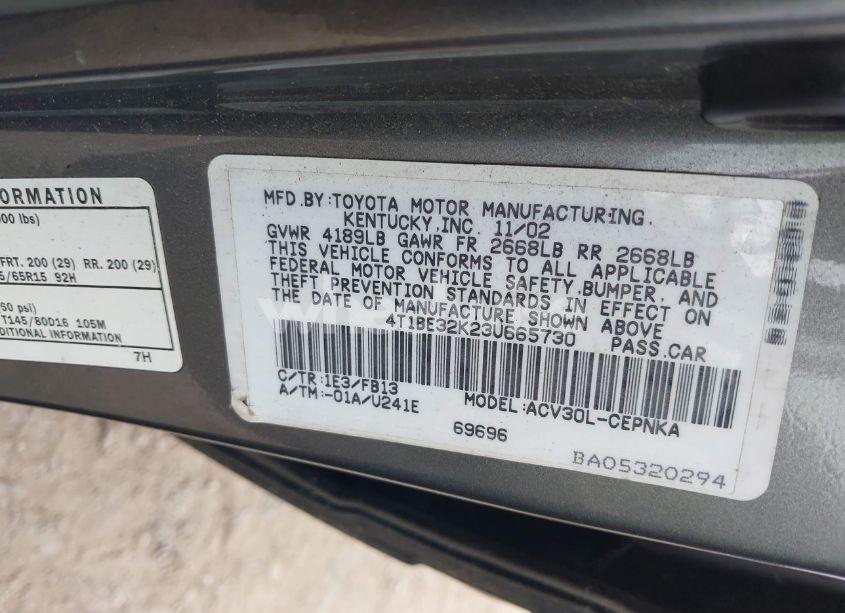 FORMATION
00 lbs)
FRT. 200 (29) RR. 200 (29)
5/65R15 92H
50 psi)
T145/80D16 105M
DITIONAL INFORMATION
7H
MFD.BY:TOYOTA MOTOR MANUFACTURING.
KENTUCKY,INC. 11/02
GVWR 4189LB GAWR FR 2668LB RR 2668LB
THIS VEHICLE CONFORMS TO ALL APPLICABLE
FEDERAL MOTOR VEHICLE SAFETY,BUMPER, AND
THEFT PREVENTION STANDARDS IN EFFECT ON
THE DATE OF MANUFACTURE SHOWN ABOVE
4T1BE32K23U665730 PASS.CAR
C/TR:1E3/FB13
A/TM:-01A/U241E MODEL:ACV30L-CEPNKA
69696
BA05320294